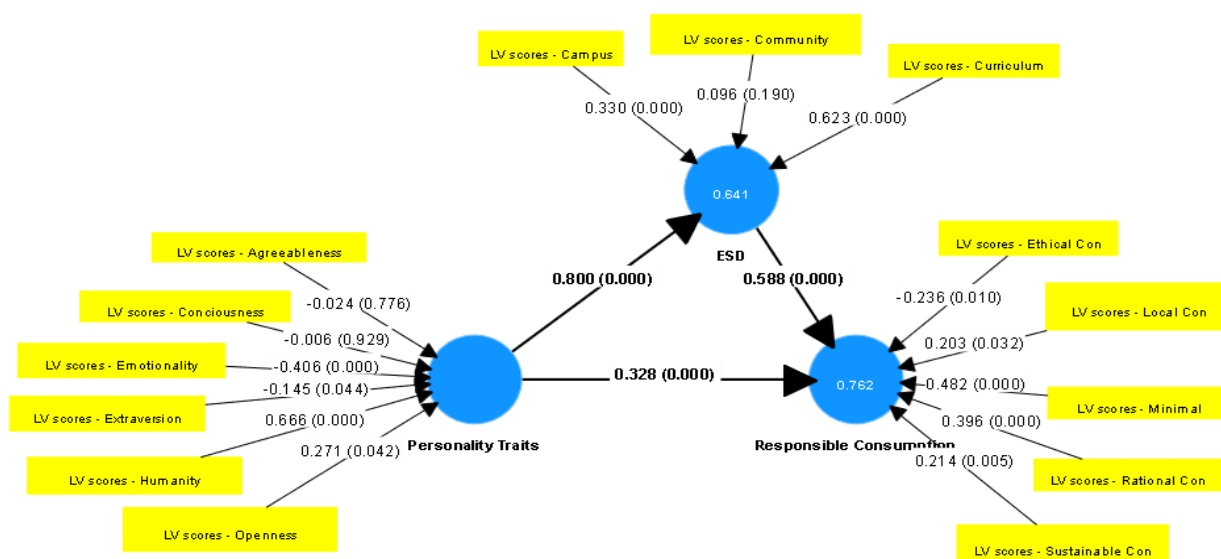 LV scores - Community
LV scores - Campus
LV scores - Curriculum
0.096 (0.190)
0.330 (0.000)
0.623 (0.000)
0.641
ESD
LV scores - Agreeableness
LV scores - Ethical Con
0.800 (0.000)
0.588 (0.000)
-0.024 (0.776)
-0.236 (0.010)
LV scores - Conciousness
LV scores - Local Con
-0.006 (0.929)
0.203 (0.032)
LV scores - Emotionality
-0.406 (0.000)
0.328 (0.000)
0.762
-0.482 (0.000)
-0.145 (0.044)
LV scores - Extraversion
0.666 (0.000)
0.396 (0.000)
LV scores - Minimal
Personality Traits
Responsible Consumption
0.271 (0.042)
0.214 (0.005)
LV scores - Humanity
LV scores - Rational Con
LV scores - Openness
LV scores - Sustainable Con